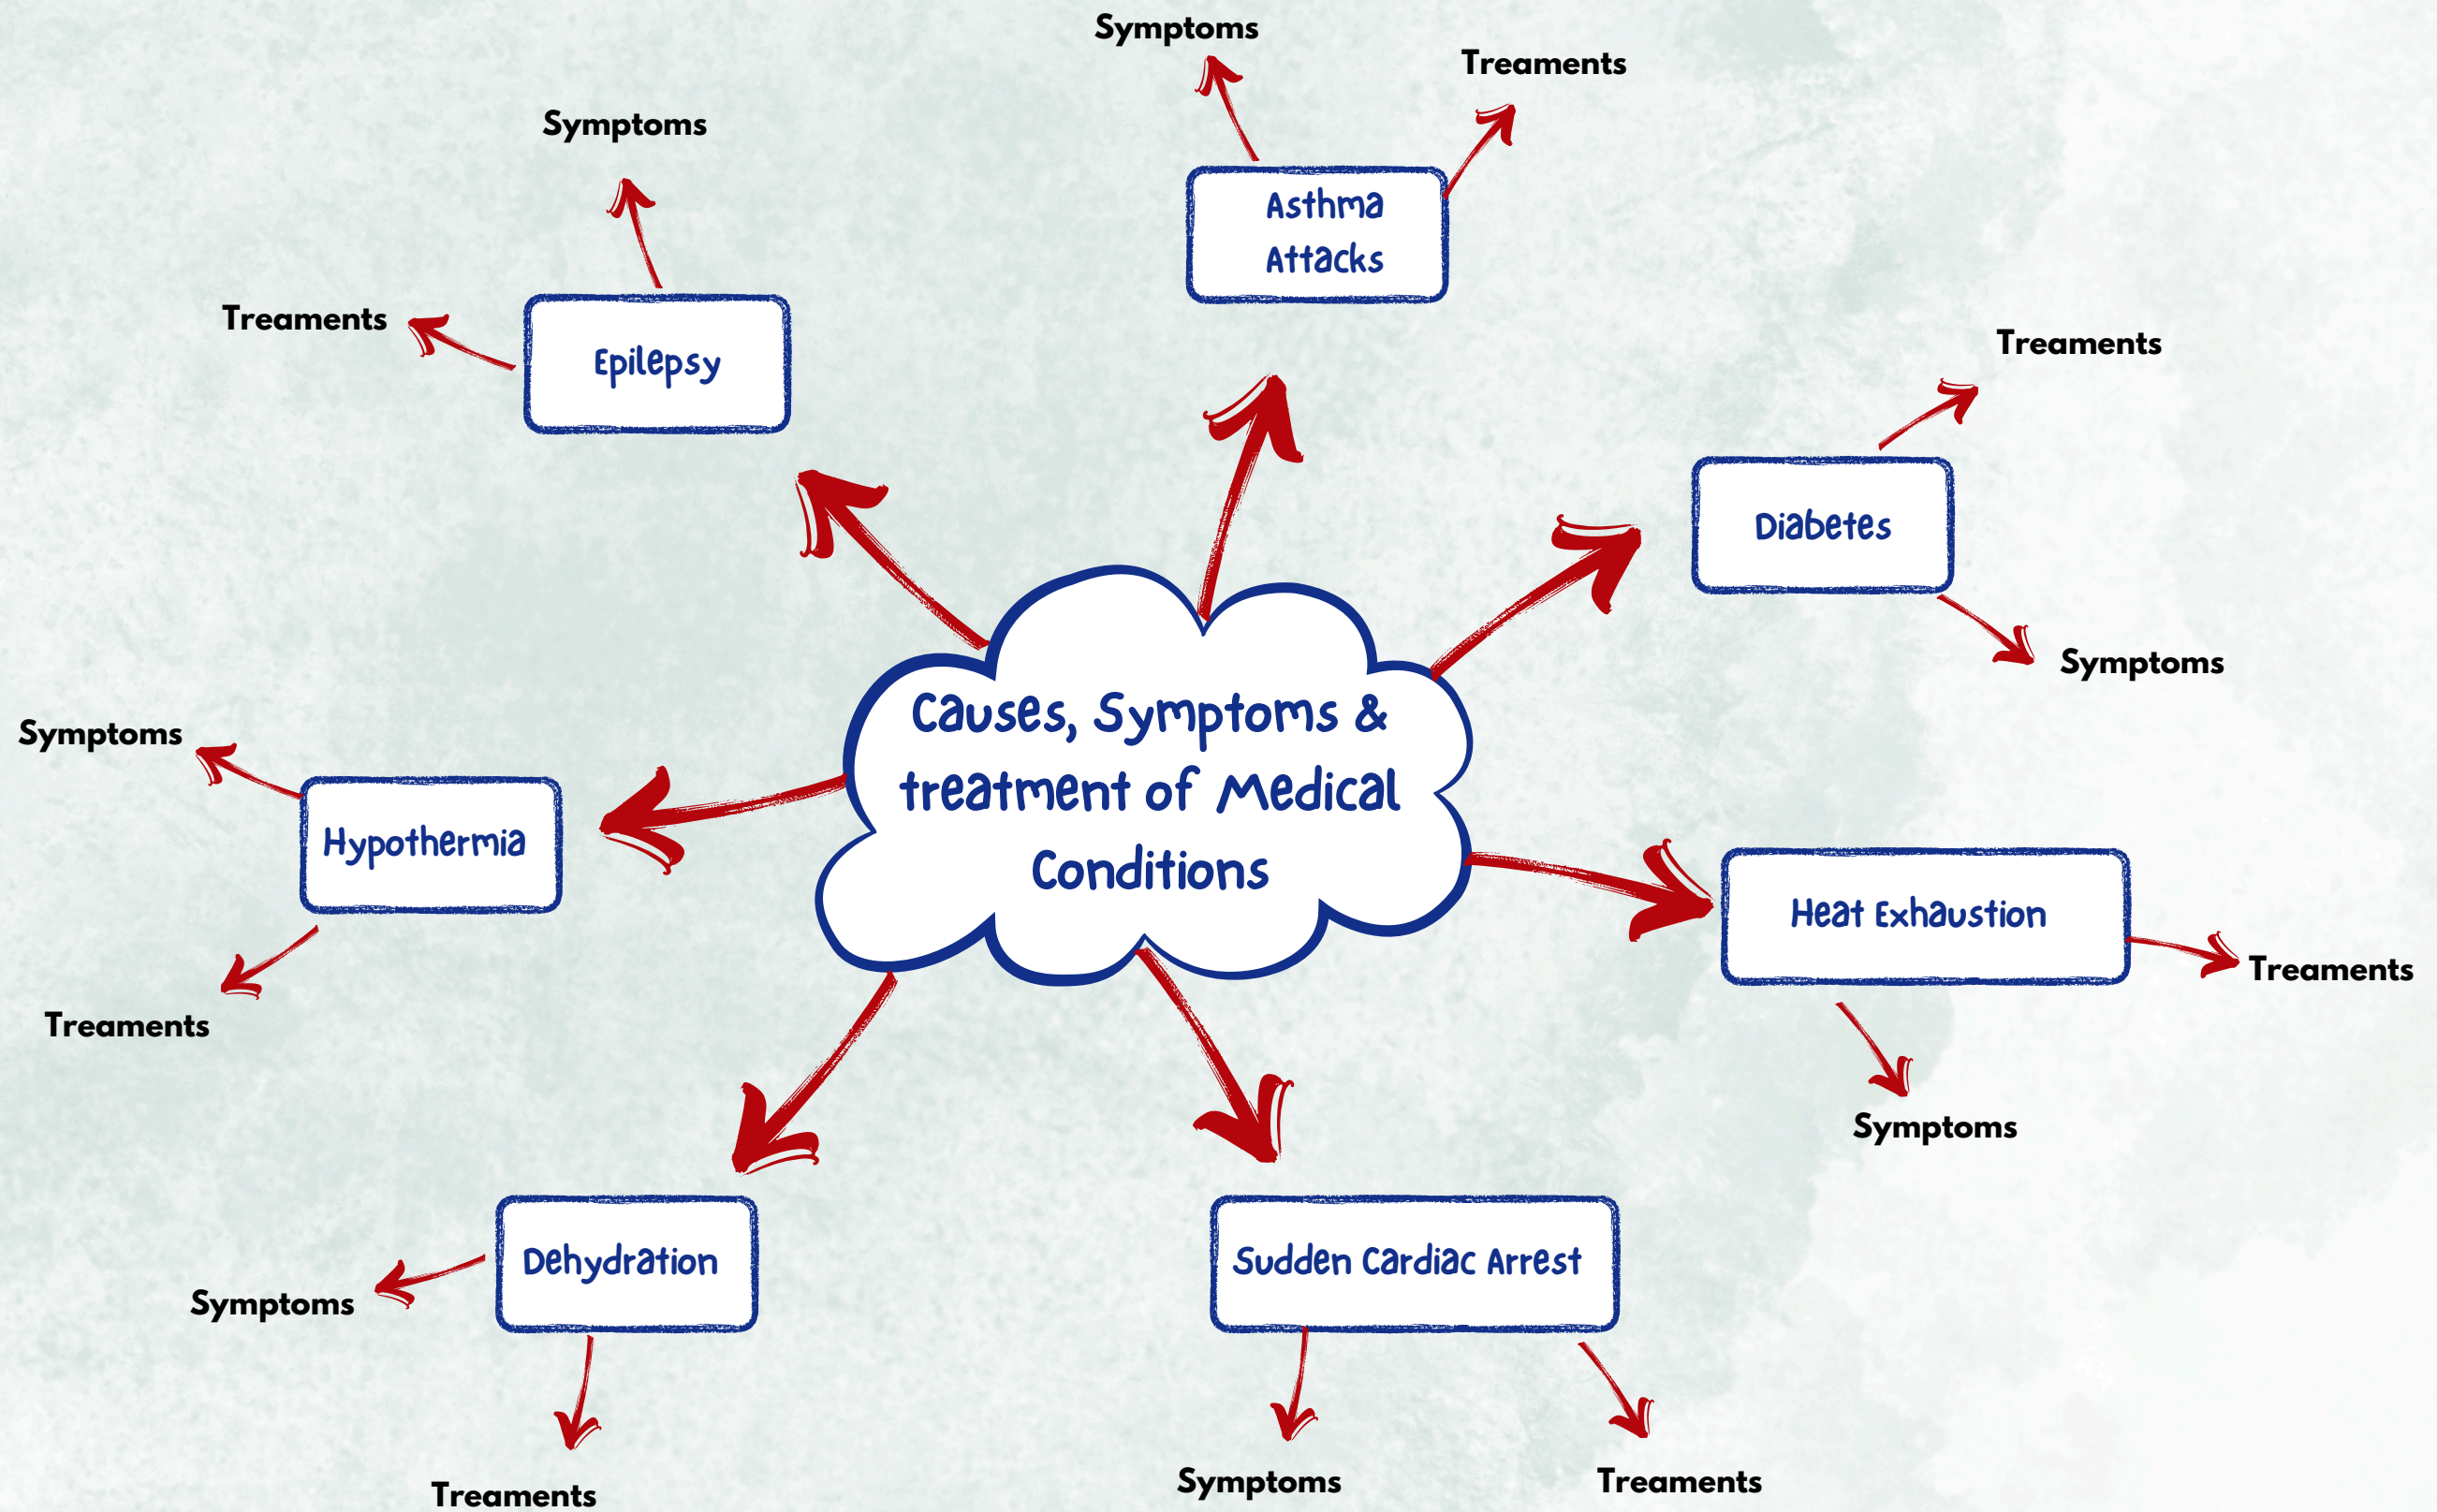 Symptoms
Treaments
Symptoms
Asthma
Attacks
Treaments
Epilepsy
Treaments
Diabetes
Symptoms
Causes, Symptoms &
treatment of Medical
Conditions
Symptoms
Hypothermia
Treaments
Heat Exhaustion
Treaments
Symptoms
Dehydration
Symptoms
Treaments
Sudden Cardiac Arrest
Symptoms
Treaments